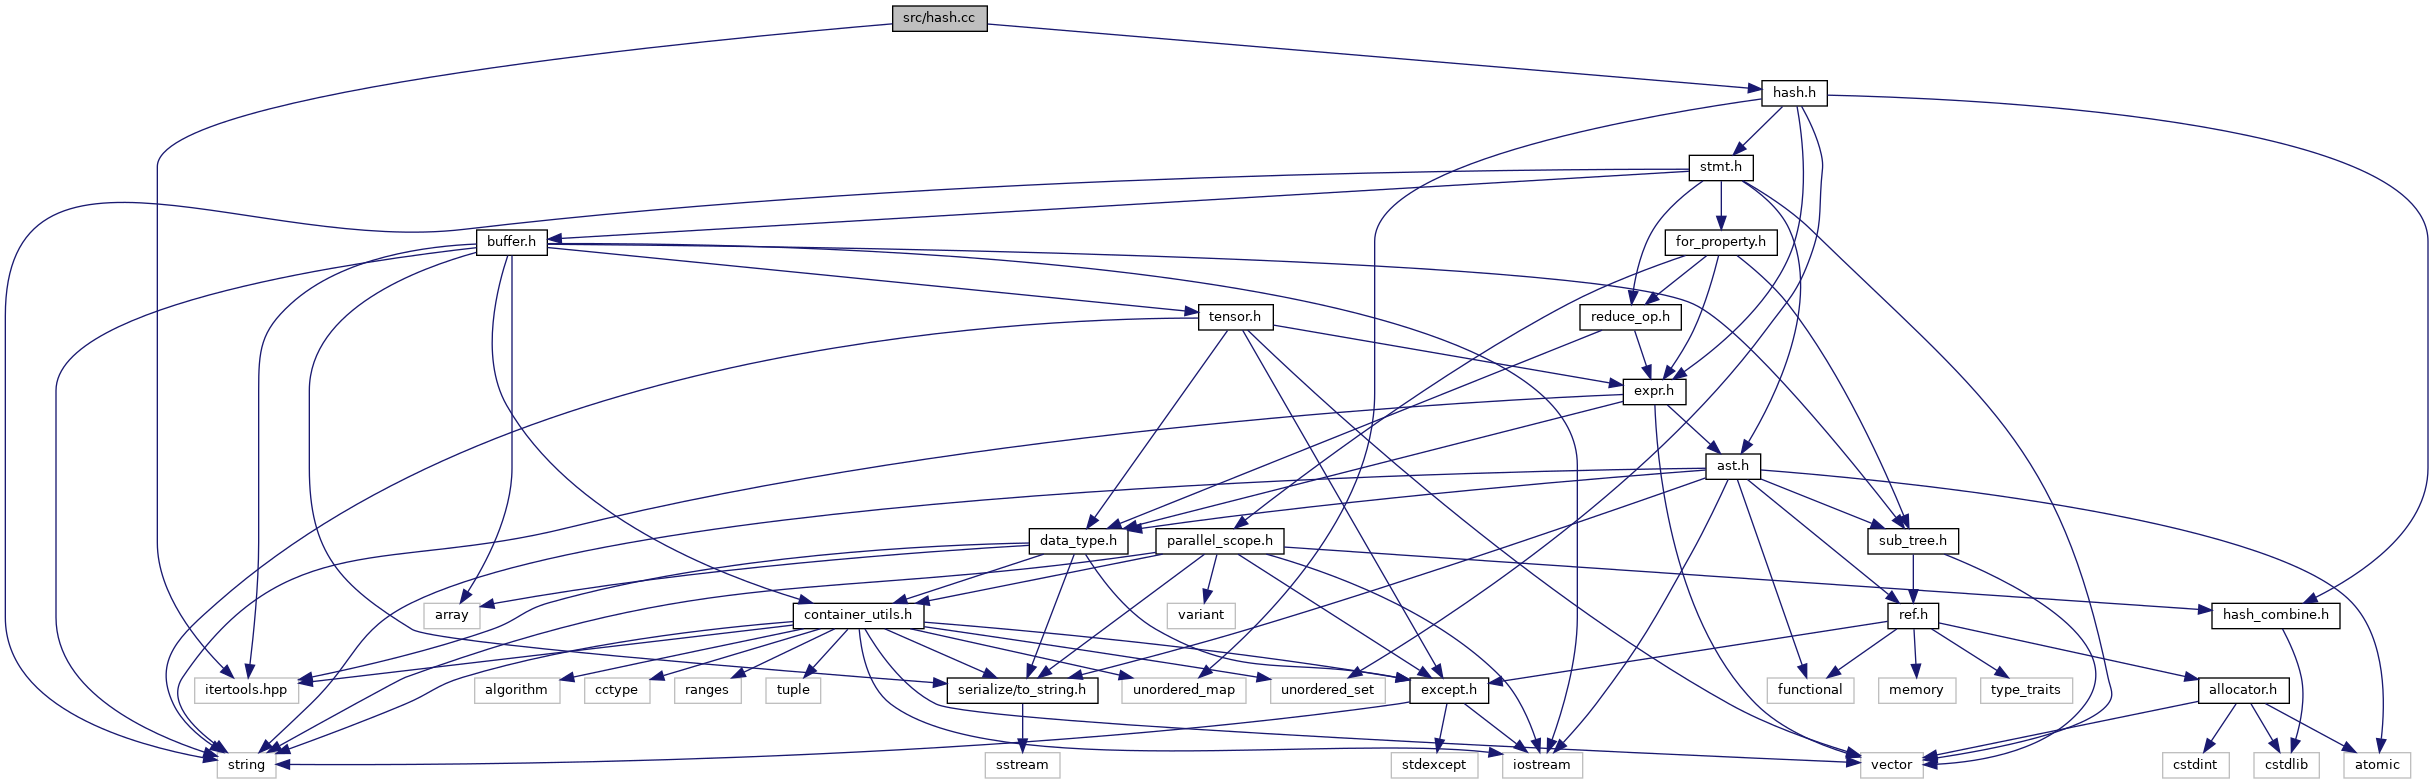 src/hash.cc
hash.h
stmt.h
buffer.h
for_property.h
tensor.h
reduce_op.h
expr.h
ast.h
data_type.h
parallel_scope.h
sub_tree.h
array
container_utils.h
variant
ref.h
hash_combine.h
itertools.hpp
algorithm
cctype
ranges
tuple
serialize/to_string.h
unordered_map
unordered_set
except.h
functional
memory
type_traits
allocator.h
string
sstream
stdexcept
iostream
vector
cstdint
cstdlib
atomic